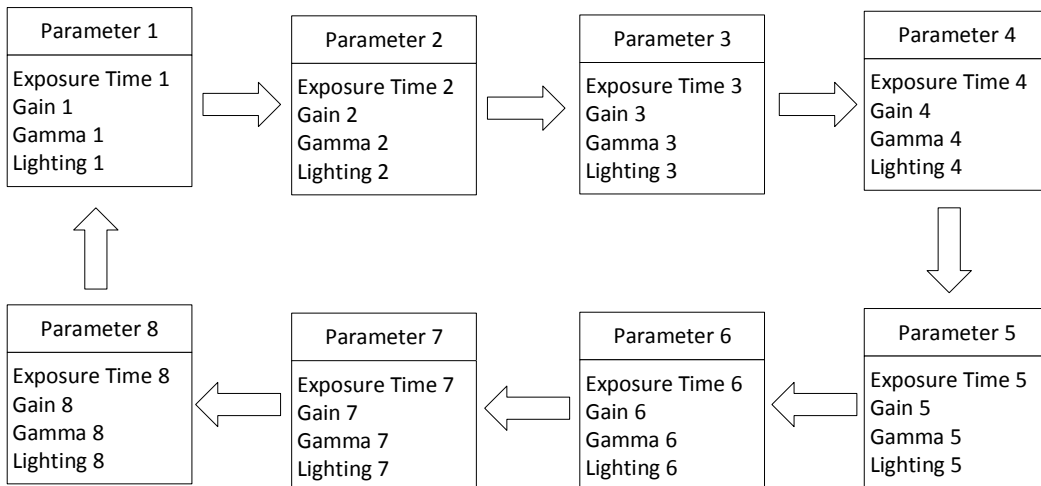 Parameter 1
Exposure Time 1
Gain 1
Gamma 1
Lighting 1
Parameter 2
Exposure Time 2
Gain 2
Gamma 2
Lighting 2
Parameter 3
Exposure Time 3
Gain 3
Gamma 3
Lighting 3
Parameter 4
Exposure Time 4
Gain 4
Gamma 4
Lighting 4
Parameter 8
Exposure Time 8
Gain 8
Gamma 8
Lighting 8
Parameter 7
Exposure Time 7
Gain 7
Gamma 7
Lighting 7
Parameter 6
Exposure Time 6
Gain 6
Gamma 6
Lighting 6
Parameter 5
Exposure Time 5
Gain 5
Gamma 5
Lighting 5